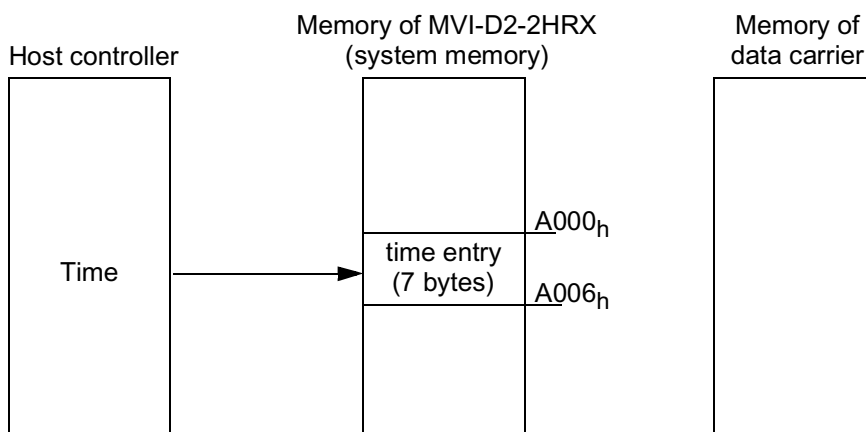 Host controller
Memory of MVI-D2-2HRX
(system memory)
Memory of
data carrier
Time
time entry
(7 bytes)
A000h
A006h